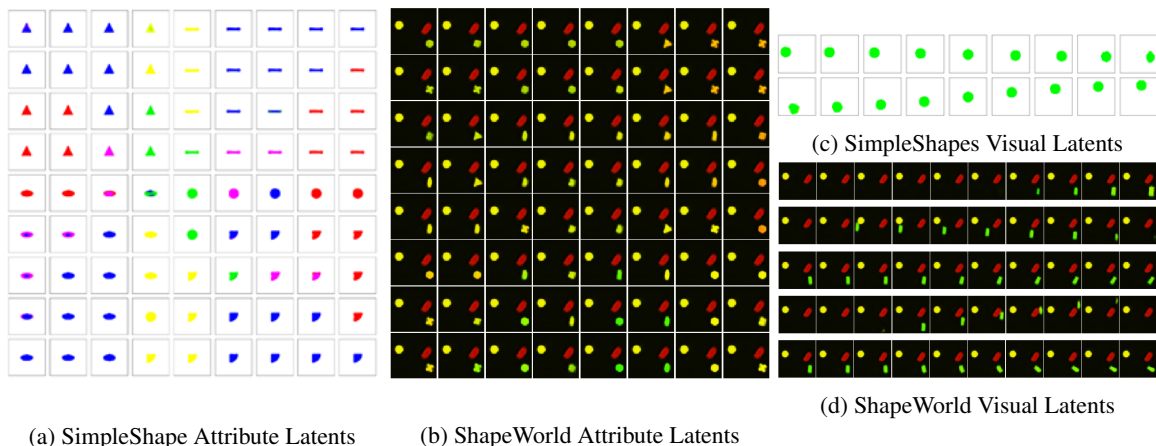 (c) SimpleShapes Visual Latents
(a) SimpleShape Attribute Latents
(b) ShapeWorld Attribute Latents
(d) ShapeWorld Visual Latents